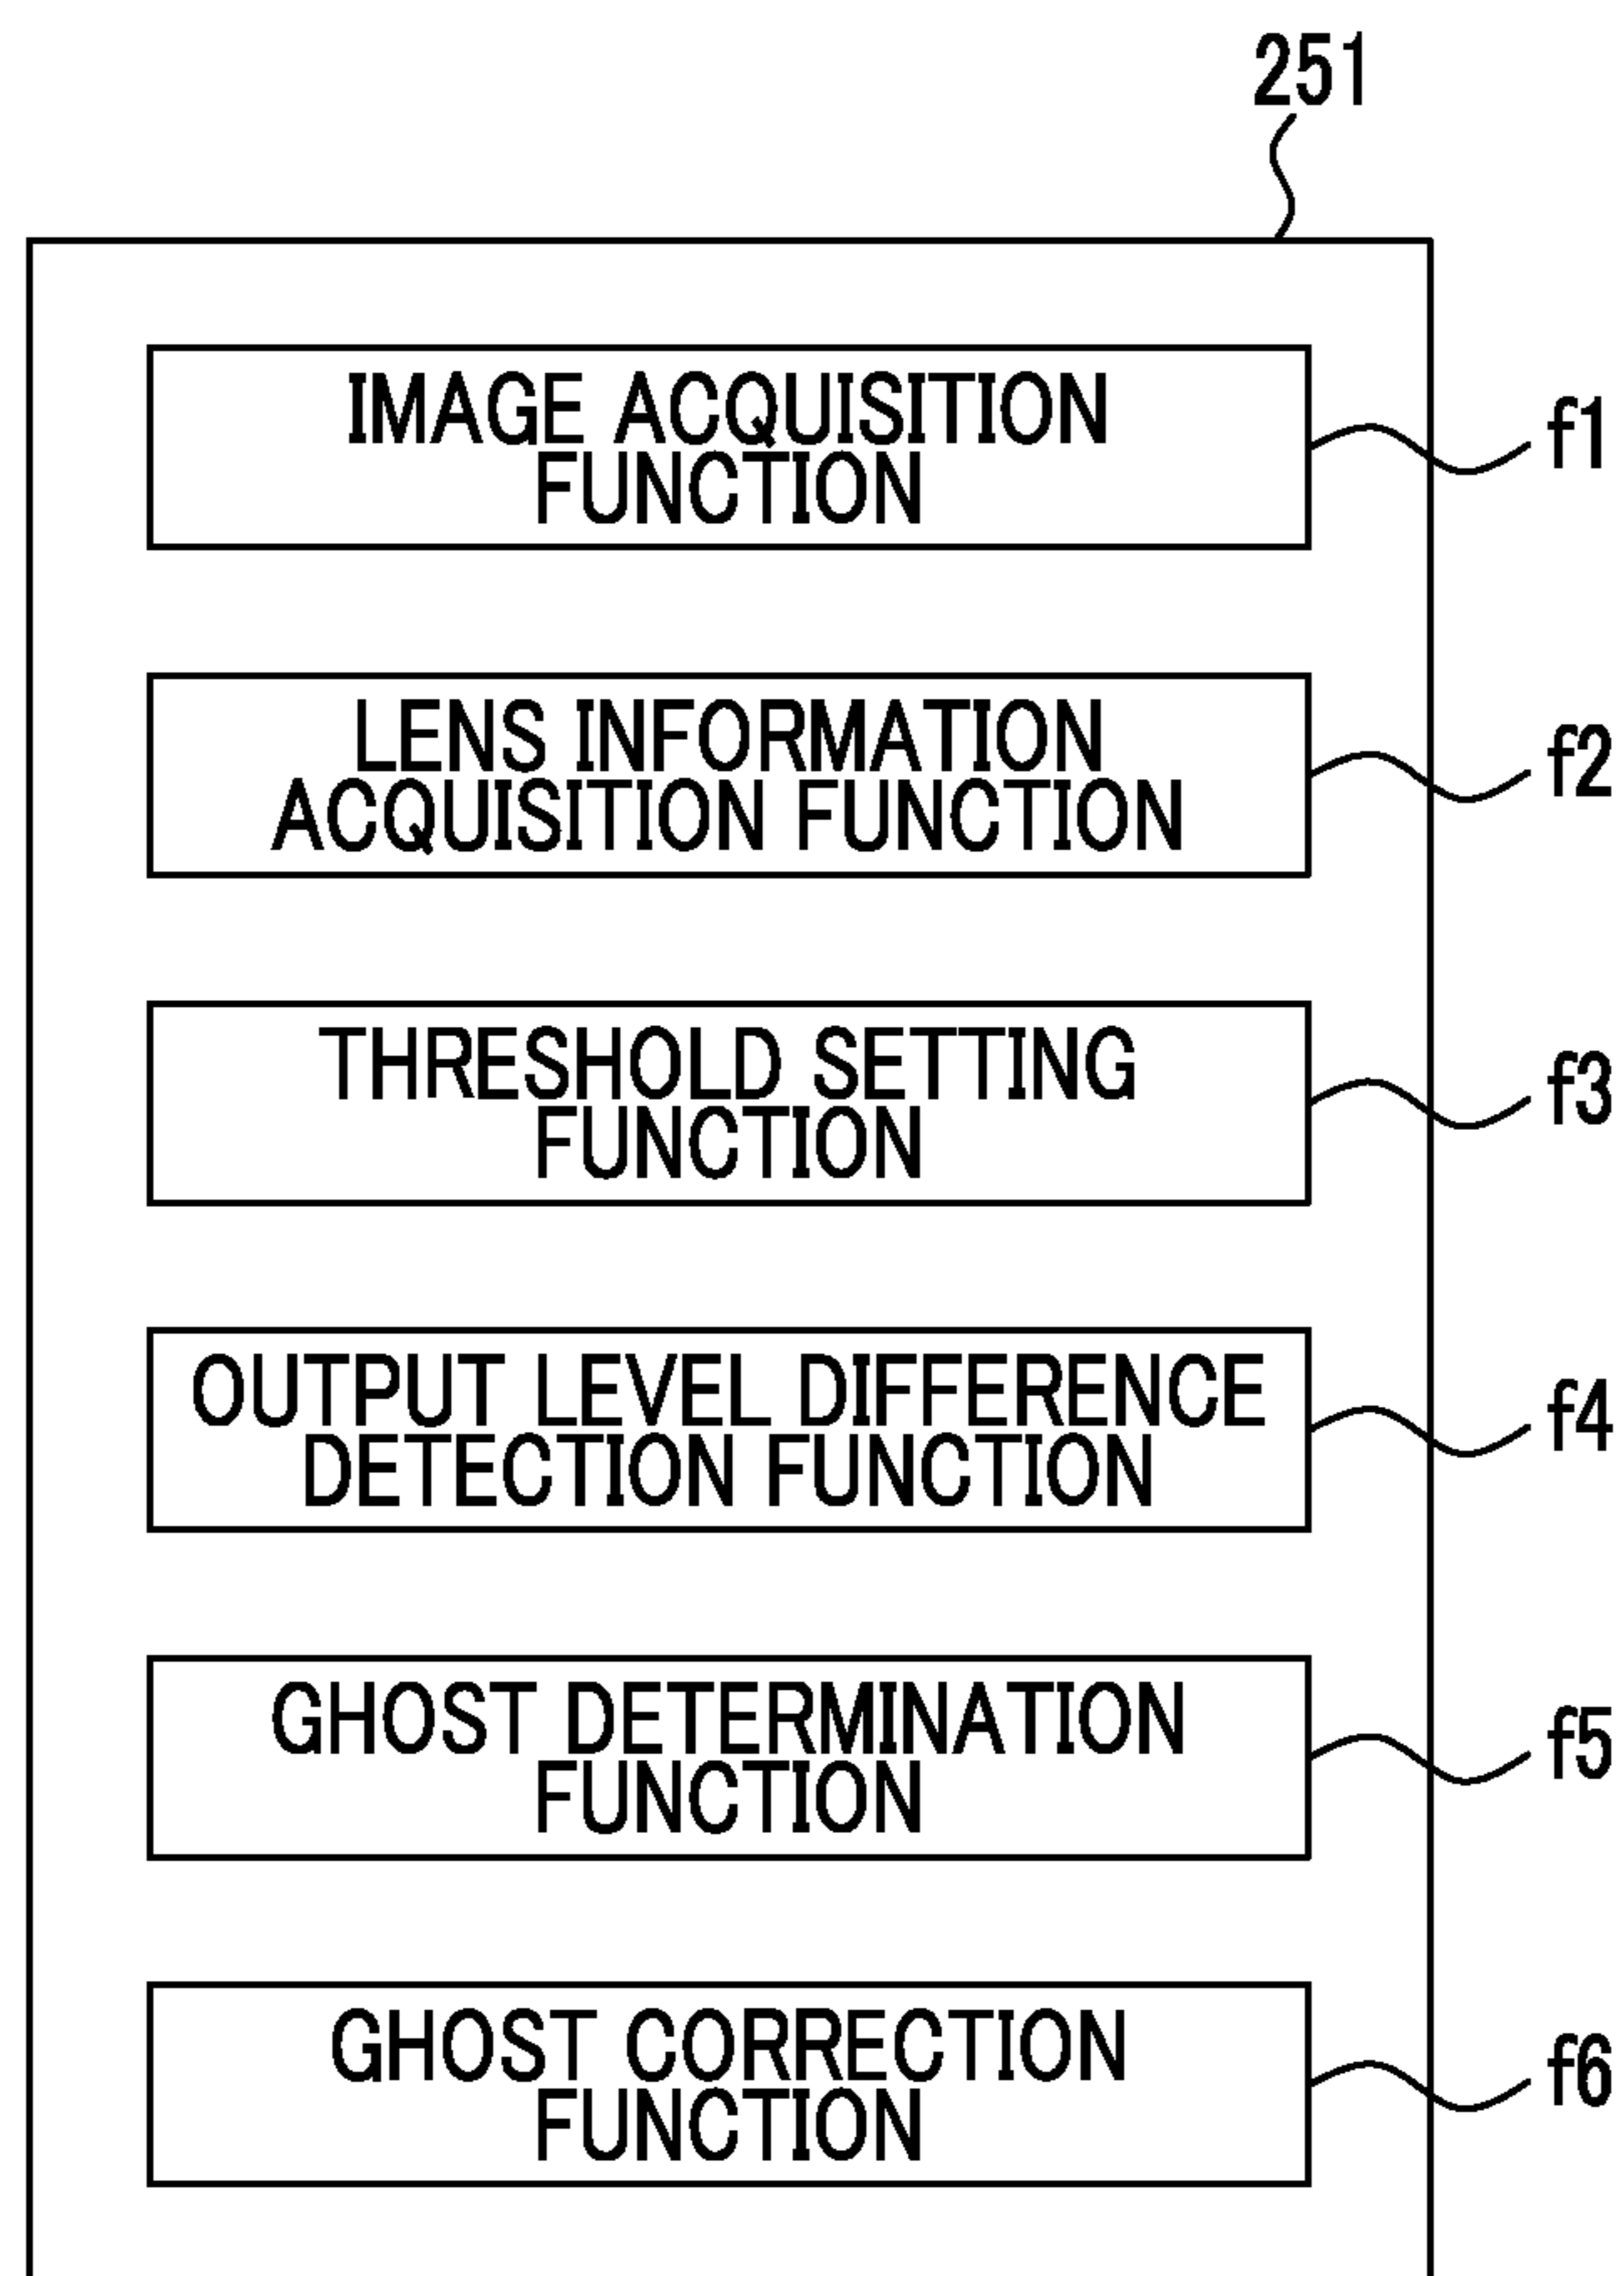 251
IMAGE ACQUISITION
FUNCTION
f1
LENS INFORMATION
ACQUISITION FUNCTION
f2
THRESHOLD SETTING
FUNCTION
f3
OUTPUT LEVEL DIFFERENCE
DETECTION FUNCTION
f4
GHOST DETERMINATION
FUNCTION
f5
GHOST CORRECTION
FUNCTION
f6